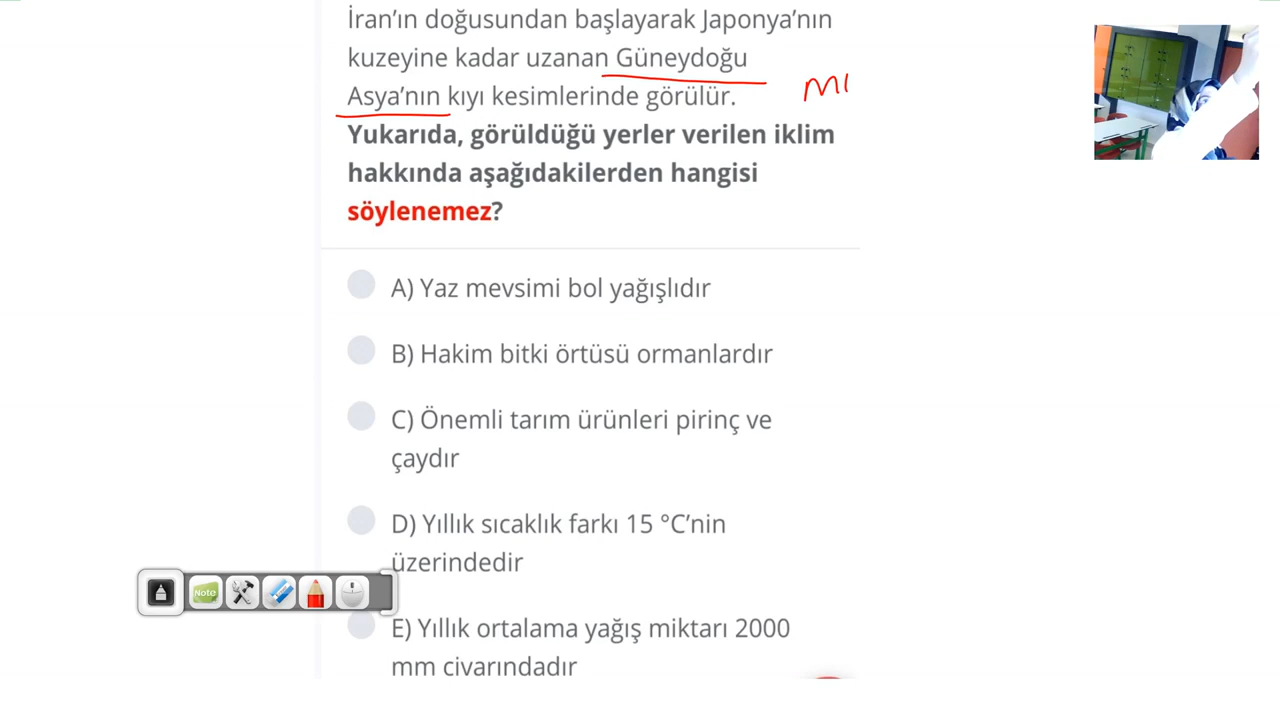 İran’ın doğusundan başlayarak Japonya’nın
kuzeyine kadar uzanan Güneydoğu
Asya’nın kıyı kesimlerinde görülür.
Mı
Yukarıda, görüldüğü yerler verilen iklim
hakkında aşağıdakilerden hangisi
söylenemez?
A) Yaz mevsimi bol yağışlıdır
B) Hakim bitki örtüsü ormanlardır
C) Önemli tarım ürünleri pirinç ve
çaydır
D) Yıllık sıcaklık farkı 15 °C’nin
üzerindedir
Note
E) Yıllık ortalama yağış miktarı 2000
mm civarındadır